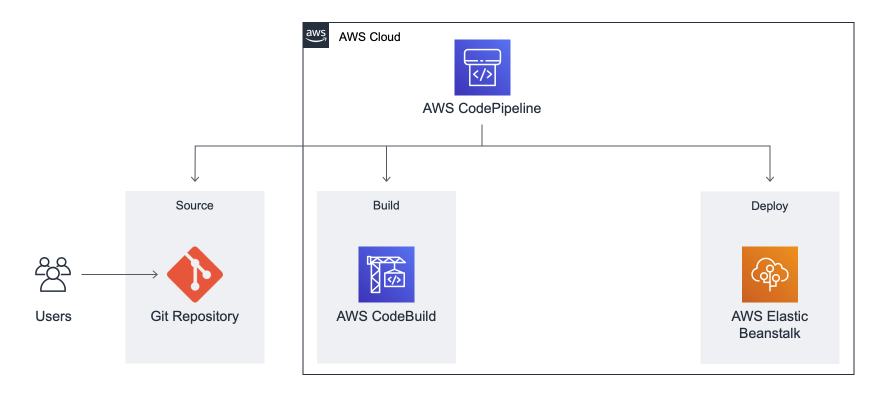 aws
AWS Cloud
</>
AWS CodePipeline
Source
Build
Deploy
</>
</>
Users
Git Repository
AWS CodeBuild
AWS Elastic
Beanstalk